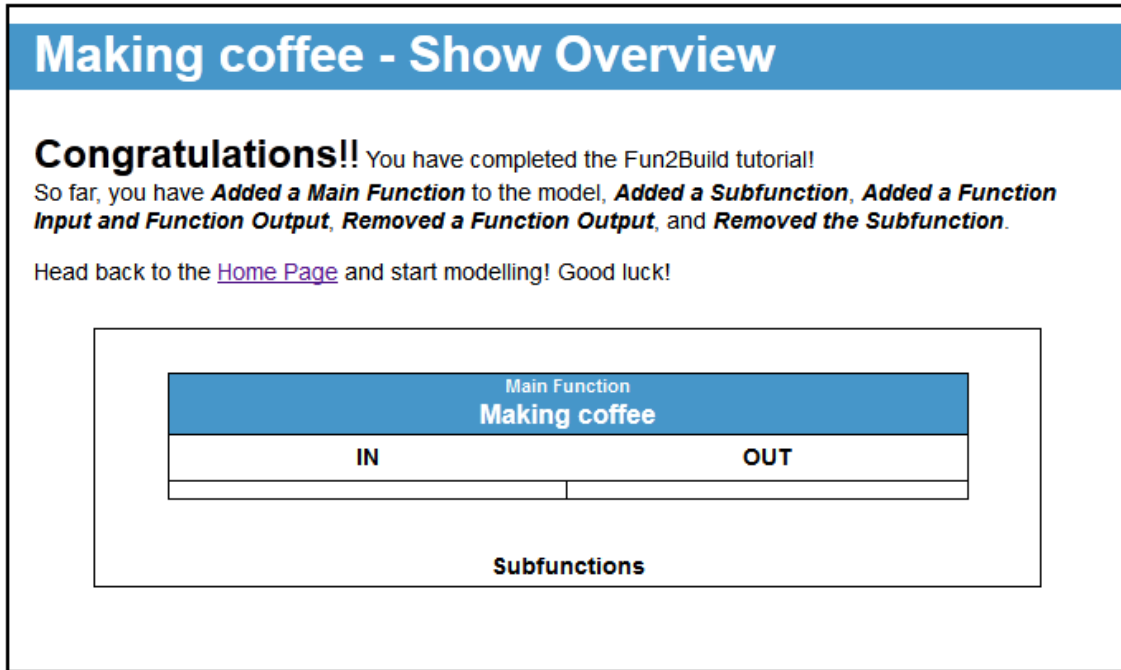 Making coffee - Show Overview
Congratulations!! You have completed the Fun2Build tutorial!
So far, you have Added a Main Function to the model, Added a Subfunction, Added a Function
Input and Function Output, Removed a Function Output, and Removed the Subfunction.
Head back to the Home Page and start modelling! Good luck!
Main Function
Making coffee
IN OUT
Subfunctions